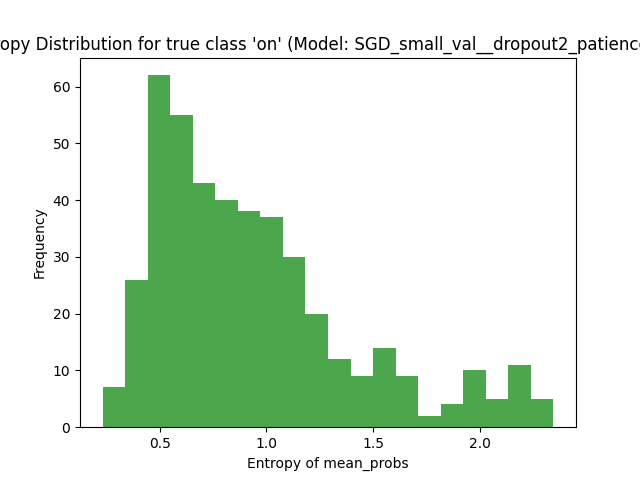 opy Distribution for true class 'on' (Model: SGD_small_val__dropout2_patience
60
50
40
30
20
10
0
Frequency
0.5 1.0 1.5 2.0
Entropy of mean_probs